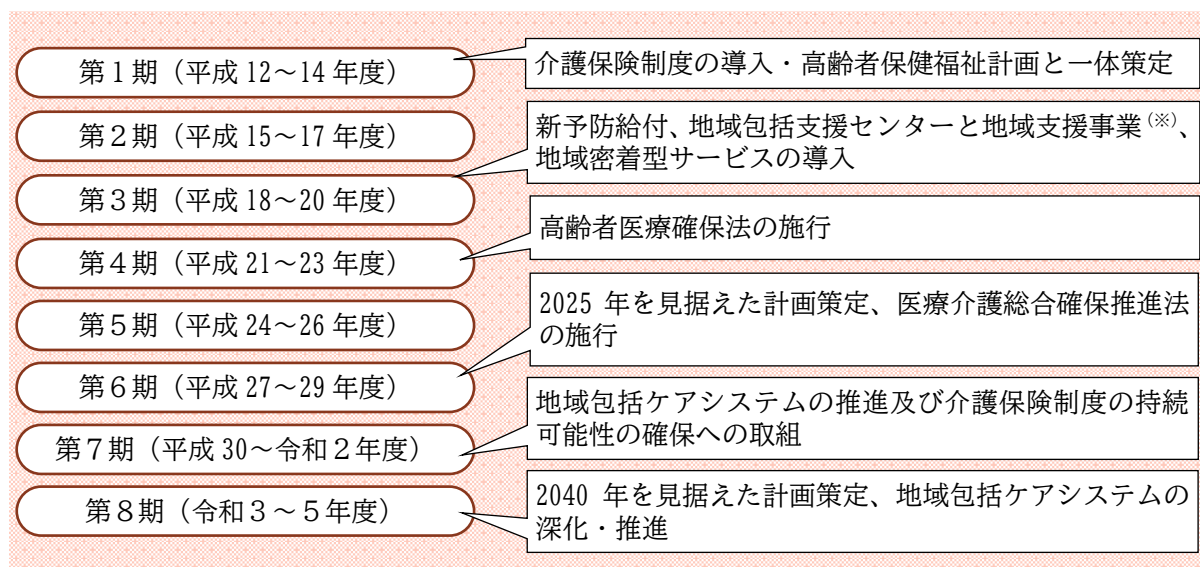 第１期（平成 12～14 年度）
介護保険制度の導入・高齢者保健福祉計画と一体策定
第２期（平成 15～17 年度）
新予防給付、地域包括支援センターと地域支援事業(※)、
地域密着型サービスの導入
第３期（平成 18～20 年度）
高齢者医療確保法の施行
第４期（平成 21～23 年度）
2025 年を見据えた計画策定、医療介護総合確保推進法
の施行
第５期（平成 24～26 年度）
第６期（平成 27～29 年度）
地域包括ケアシステムの推進及び介護保険制度の持続
可能性の確保への取組
第７期（平成 30～令和２年度）
2040 年を見据えた計画策定、地域包括ケアシステムの
深化・推進
第８期（令和３～５年度）